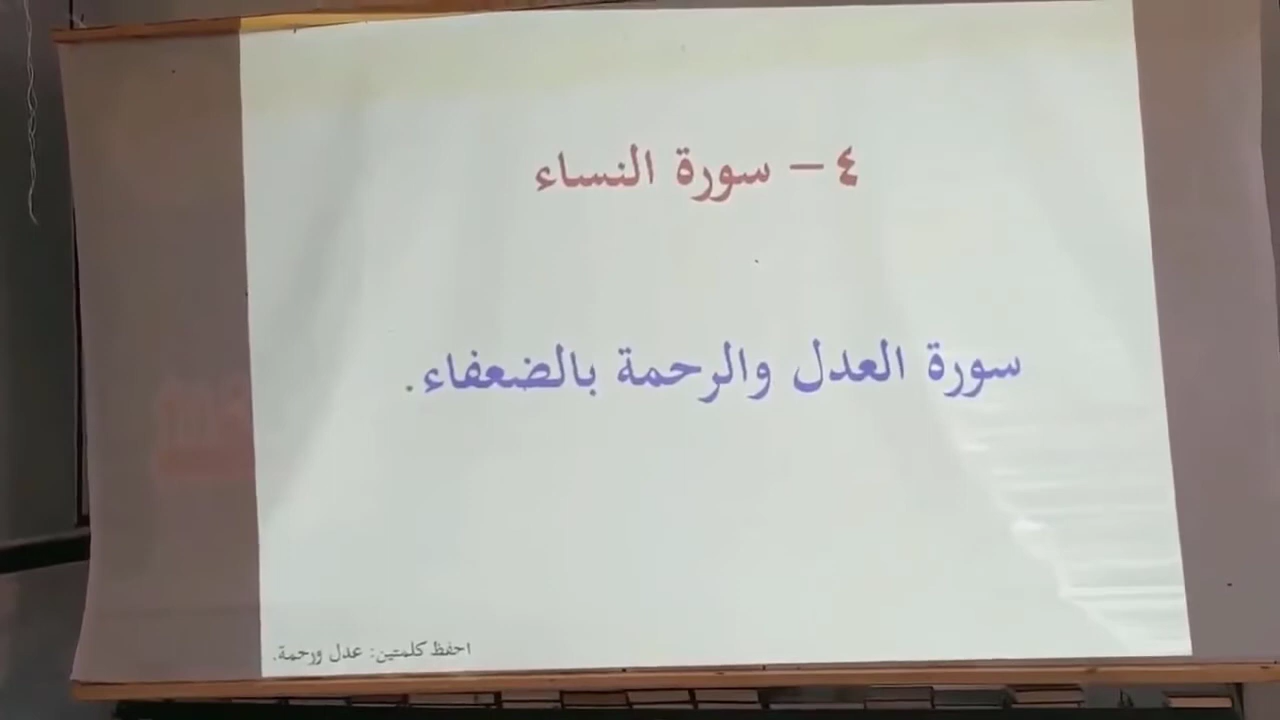 ٤ – سورة النساء
سورة العدل والرحمة بالضعفاء.
احفظ كلمتين: عدل ورحمة.